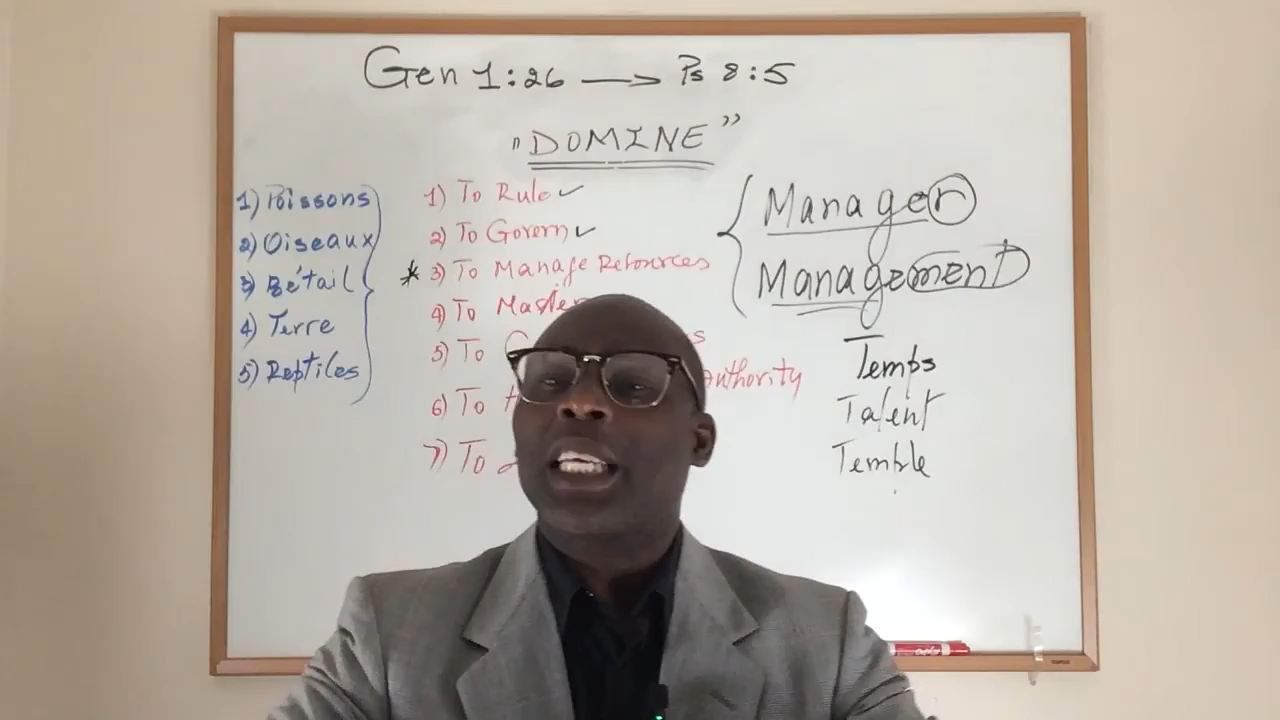 Gen 1:26 → Ps 8:5
"DOMINE"
1) Poissons
2) Oiseaux
3) Bétail
4) Terre
5) Reptiles
1) To Rule ✓
2) To Govern ✓
* 3) To Manage Resources
4) To Master
5) To
6) To authority
7) To
Manager
Management
Temps
Talent
Temple